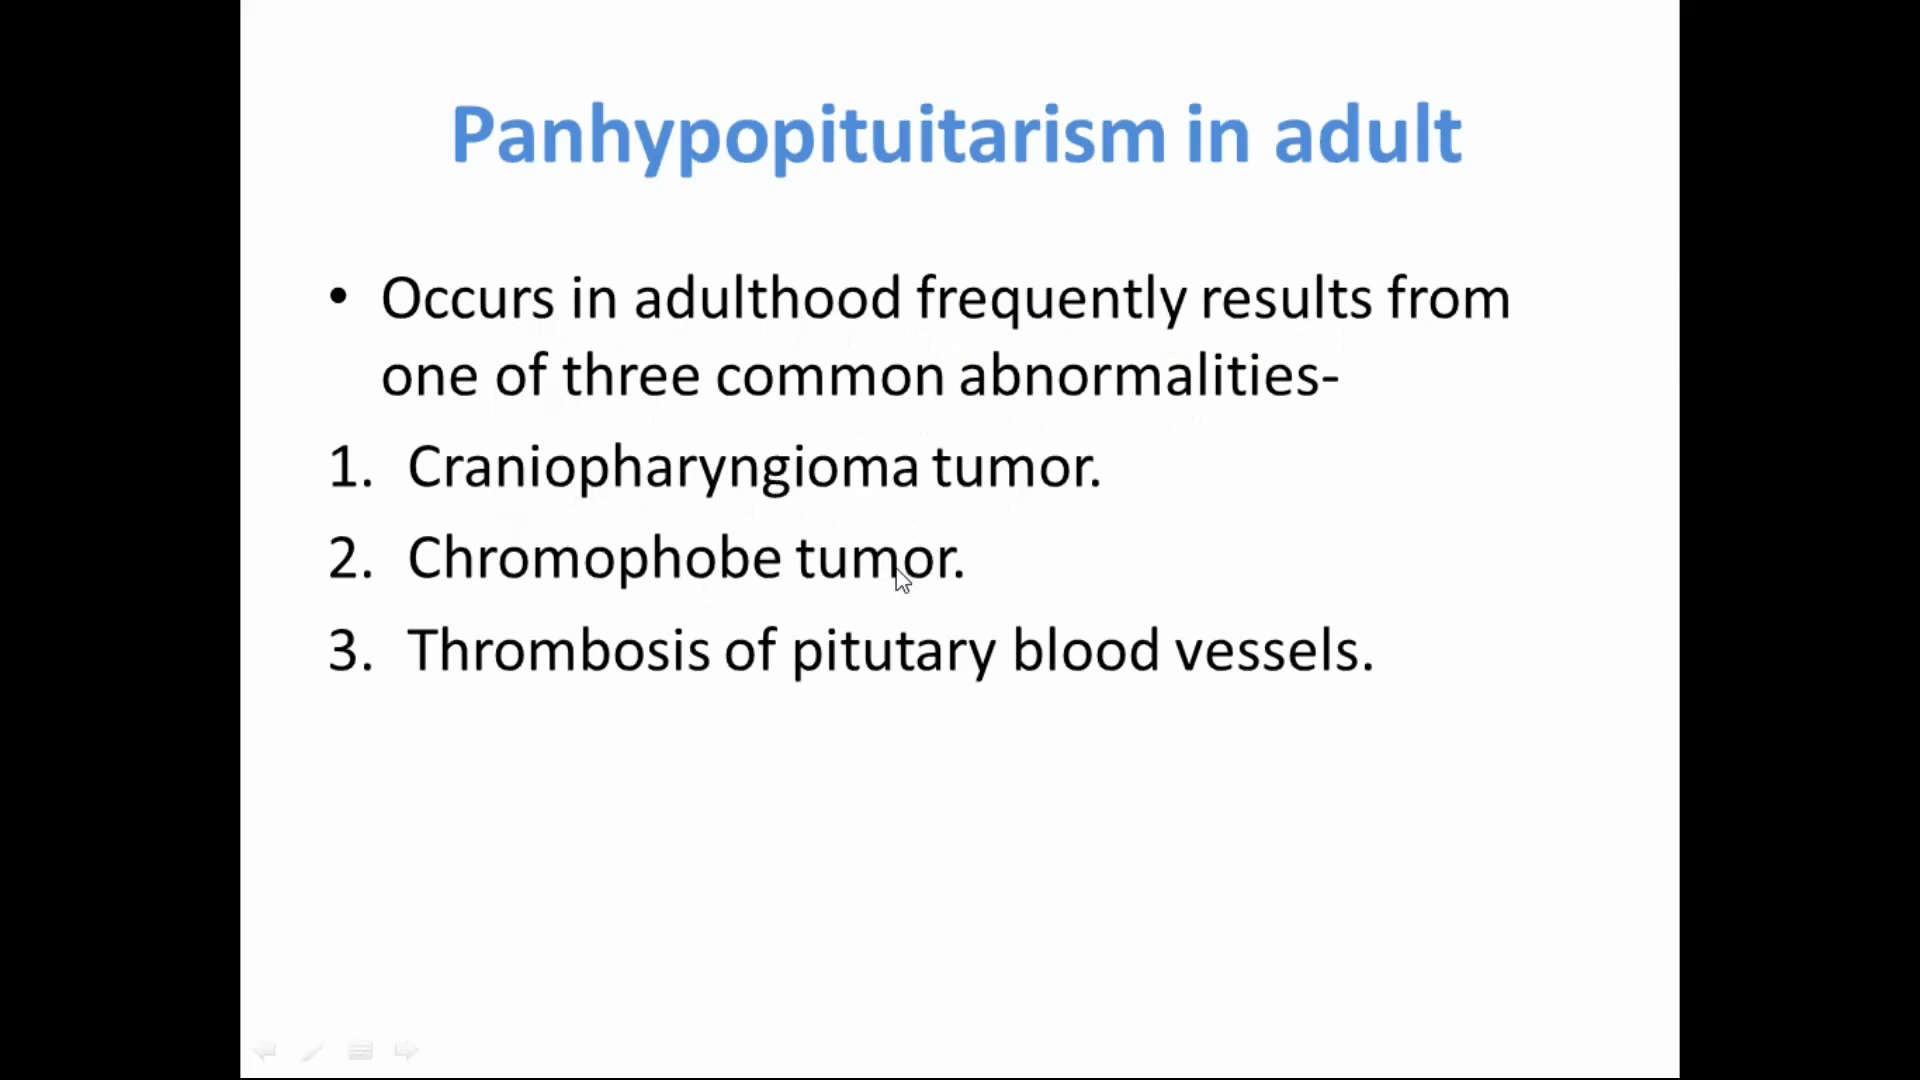 Panhypopituitarism in adult
• Occurs in adulthood frequently results from
one of three common abnormalities-
1. Craniopharyngioma tumor.
2. Chromophobe tumor.
3. Thrombosis of pitutary blood vessels.